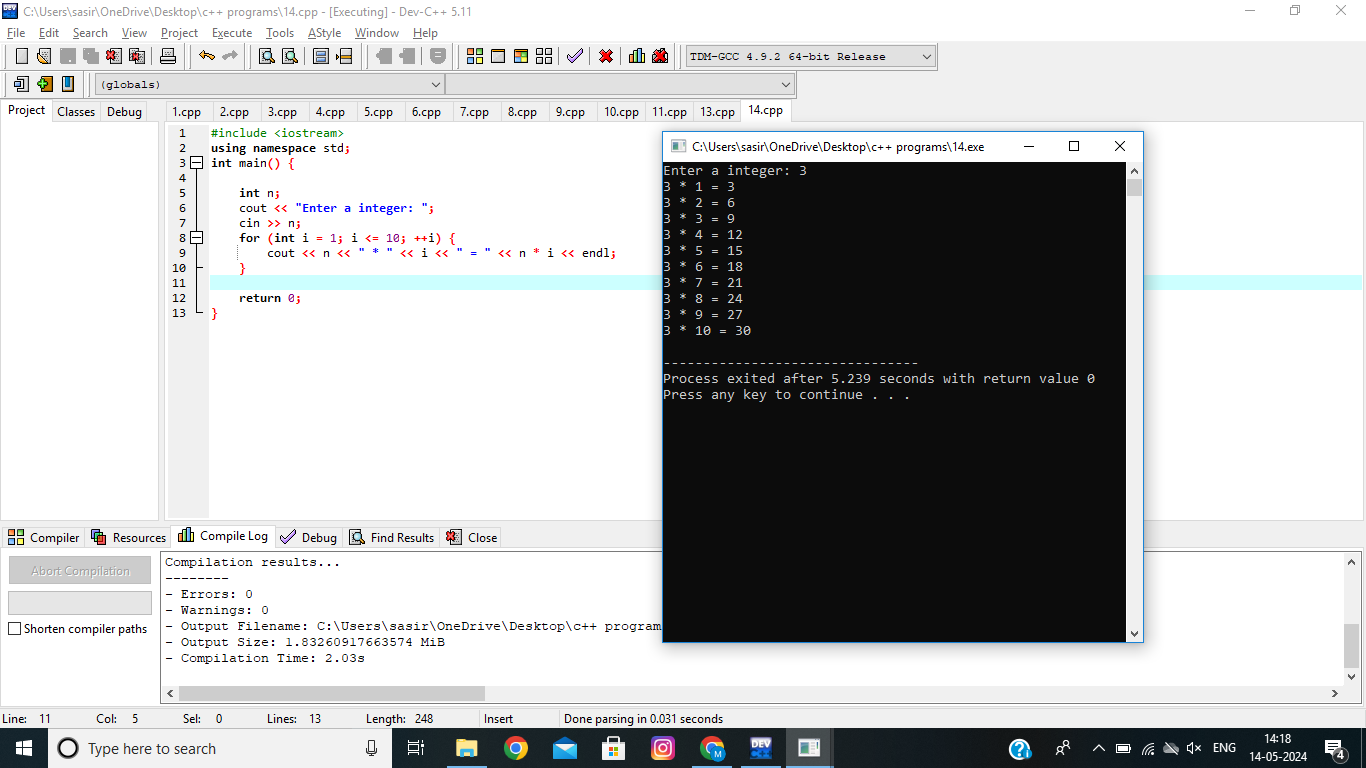 C:\Users\sasir\OneDrive\Desktop\c++ programs\14.cpp - [Executing] - Dev-C++ 5.11
File Edit Search View Project Execute Tools AStyle Window Help
TDM-GCC 4.9.2 64-bit Release
(globals)
Project Classes Debug 1.cpp 2.cpp 3.cpp 4.cpp 5.cpp 6.cpp 7.cpp 8.cpp 9.cpp 10.cpp 11.cpp 13.cpp 14.cpp
1 #include <iostream>
2 using namespace std;
3 int main() {
4
5 int n;
6 cout << "Enter a integer: ";
7 cin >> n;
8 for (int i = 1; i <= 10; ++i) {
9 cout << n << " * " << i << " = " << n * i << endl;
10 }
11
12 return 0;
13 }
C:\Users\sasir\OneDrive\Desktop\c++ programs\14.exe
Enter a integer: 3
3 * 1 = 3
3 * 2 = 6
3 * 3 = 9
3 * 4 = 12
3 * 5 = 15
3 * 6 = 18
3 * 7 = 21
3 * 8 = 24
3 * 9 = 27
3 * 10 = 30
--------------------------------
Process exited after 5.239 seconds with return value 0
Press any key to continue . . .
Compiler Resources Compile Log Debug Find Results Close
Abort Compilation
Shorten compiler paths
Compilation results...
--------
- Errors: 0
- Warnings: 0
- Output Filename: C:\Users\sasir\OneDrive\Desktop\c++ program
- Output Size: 1.83260917663574 MiB
- Compilation Time: 2.03s
Line: 11 Col: 5 Sel: 0 Lines: 13 Length: 248 Insert Done parsing in 0.031 seconds
Type here to search
DEV
M
ENG
14:18
14-05-2024
4